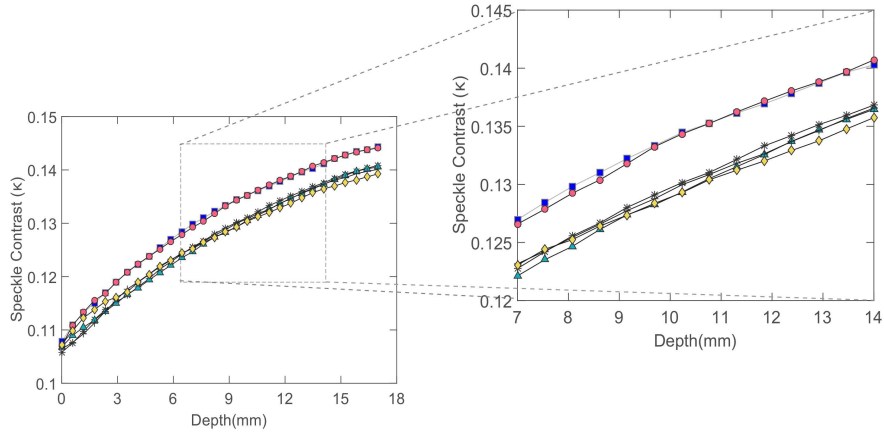 0.15
0.14
0.13
0.12
0.11
0.1
Speckle Contrast (κ)
0 3 6 9 12 15 18
Depth(mm)
0.145
0.14
0.135
0.13
0.125
0.12
Speckle Contrast (κ)
7 8 9 10 11 12 13 14
Depth(mm)